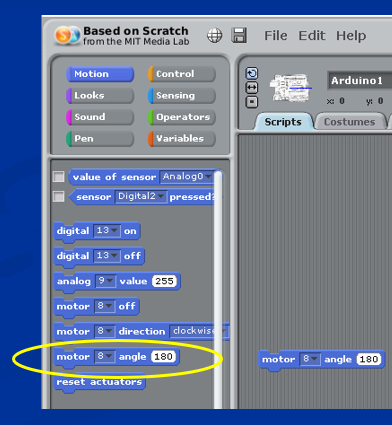 Based on Scratch
from the MIT Media Lab
File Edit Help
Motion Control
Looks Sensing
Sound Operators
Pen Variables
Arduino1
x: 0 y: 0
Scripts Costumes
value of sensor Analog0
sensor Digital2 pressed?
digital 13 on
digital 13 off
analog 9 value 255
motor 8 off
motor 8 direction clockwise
motor 8 angle 180
motor 8 angle 180
reset actuators